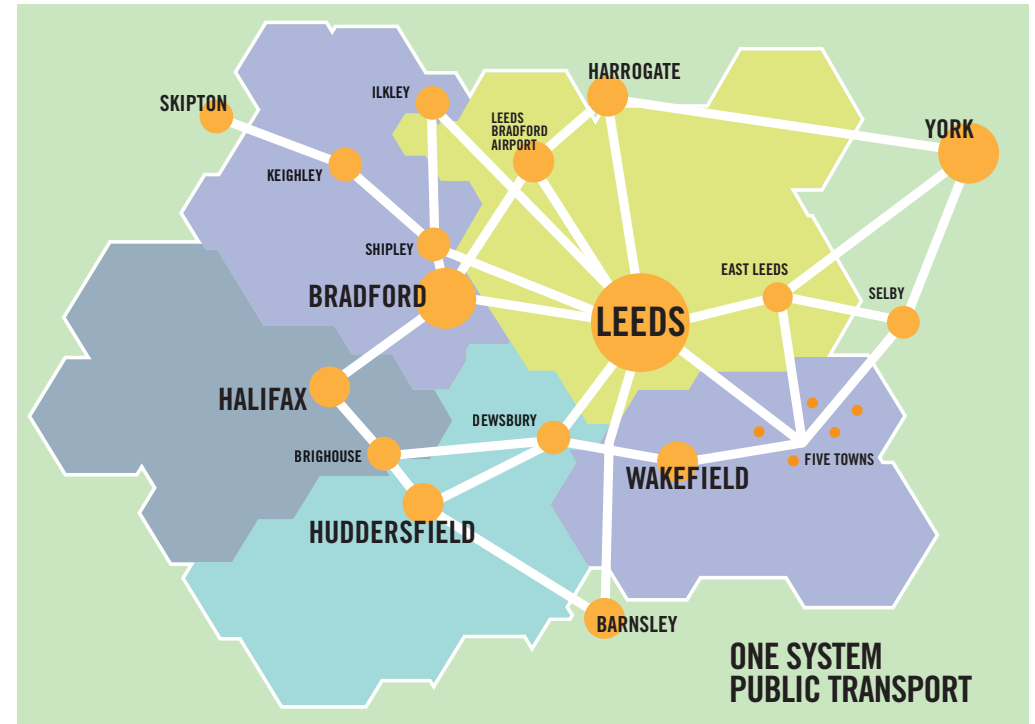 HARROGATE
SKIPTON
ILKLEY
LEEDS
BRADFORD
AIRPORT
YORK
KEIGHLEY
SHIPLEY
EAST LEEDS
SELBY
BRADFORD
LEEDS
HALIFAX
DEWSBURY
BRIGHOUSE
FIVE TOWNS
WAKEFIELD
HUDDERSFIELD
BARNSLEY
ONE SYSTEM
PUBLIC TRANSPORT